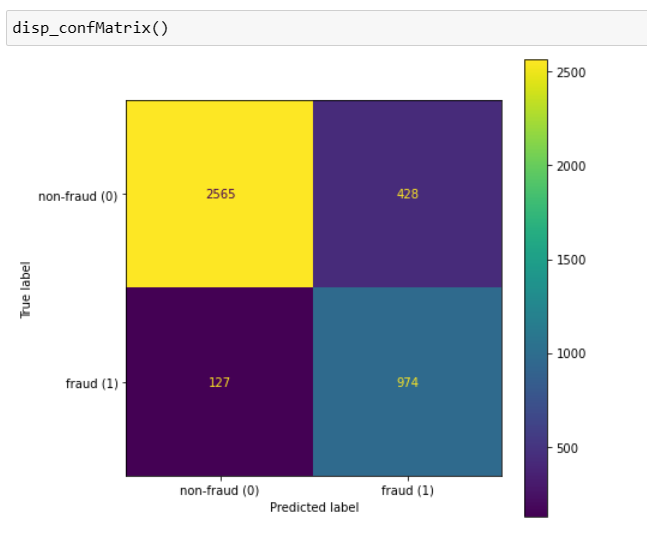 disp_confMatrix()
2500
2000
1500
1000
500
True label
non-fraud (0)
2565
428
fraud (1)
127
974
non-fraud (0)
fraud (1)
Predicted label